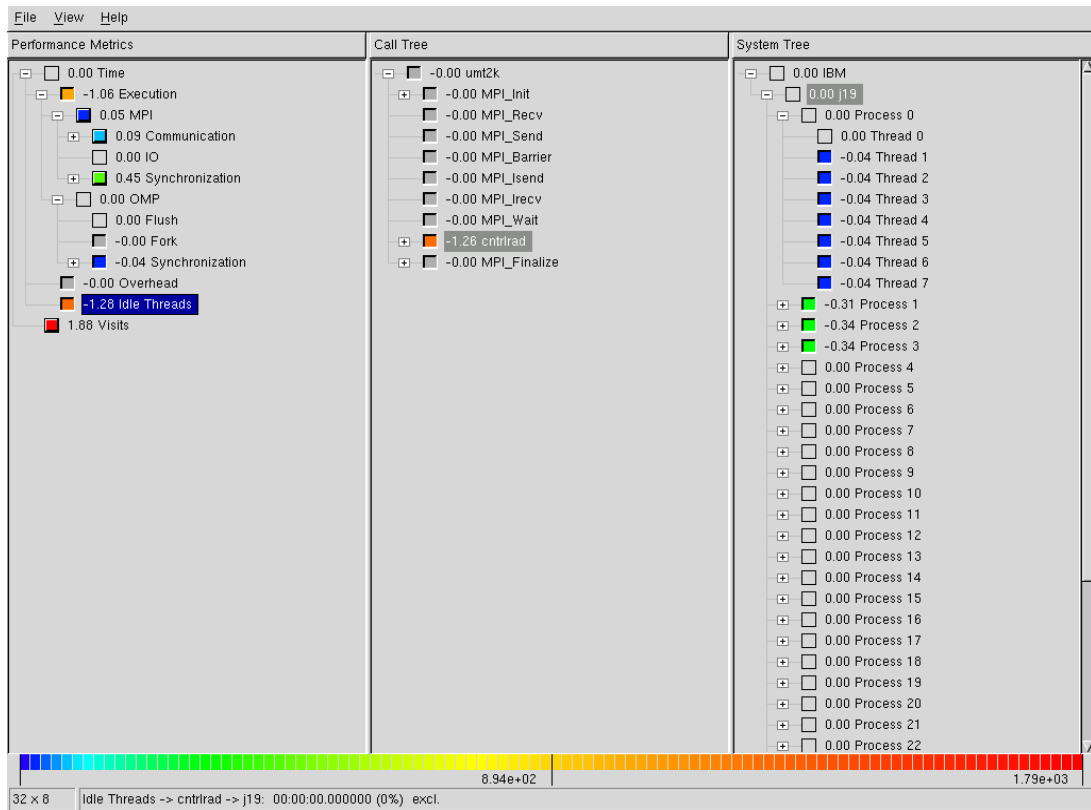 File View Help
Performance Metrics
0.00 Time
-1.06 Execution
0.05 MPI
0.09 Communication
0.00 IO
0.45 Synchronization
0.00 OMP
0.00 Flush
-0.00 Fork
-0.04 Synchronization
-0.00 Overhead
-1.28 Idle Threads
1.88 Visits
Call Tree
-0.00 umt2k
-0.00 MPI_Init
-0.00 MPI_Recv
-0.00 MPI_Send
-0.00 MPI_Barrier
-0.00 MPI_Isend
-0.00 MPI_Irecv
-0.00 MPI_Wait
-1.26 cntrlrad
-0.00 MPI_Finalize
System Tree
0.00 IBM
0.00 j19
0.00 Process 0
0.00 Thread 0
-0.04 Thread 1
-0.04 Thread 2
-0.04 Thread 3
-0.04 Thread 4
-0.04 Thread 5
-0.04 Thread 6
-0.04 Thread 7
-0.31 Process 1
-0.34 Process 2
-0.34 Process 3
0.00 Process 4
0.00 Process 5
0.00 Process 6
0.00 Process 7
0.00 Process 8
0.00 Process 9
0.00 Process 10
0.00 Process 11
0.00 Process 12
0.00 Process 13
0.00 Process 14
0.00 Process 15
0.00 Process 16
0.00 Process 17
0.00 Process 18
0.00 Process 19
0.00 Process 20
0.00 Process 21
0.00 Process 22
8.94e+02 1.79e+03
32 x 8 Idle Threads -> cntrlrad -> j19: 00:00:00.000000 (0%) excl.